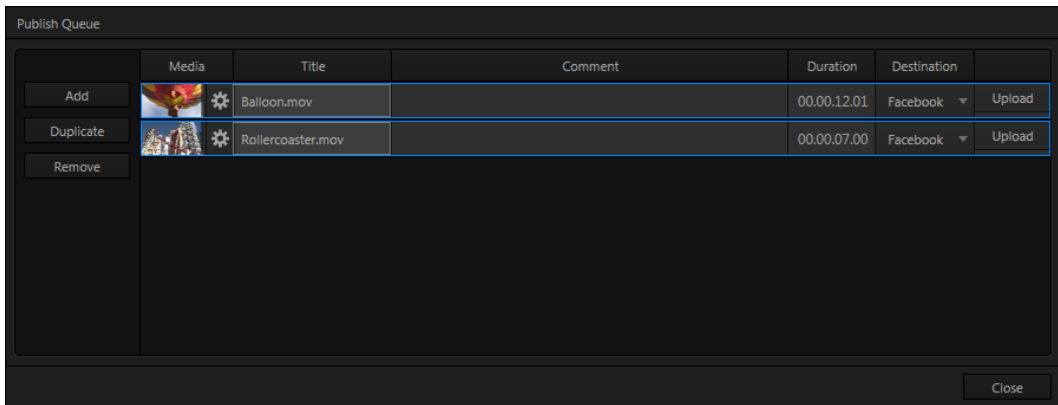 Publish Queue
Media Title Comment Duration Destination
Add
Duplicate
Remove
Balloon.mov 00.00.12.01 Facebook Upload
Rollercoaster.mov 00.00.07.00 Facebook Upload
Close